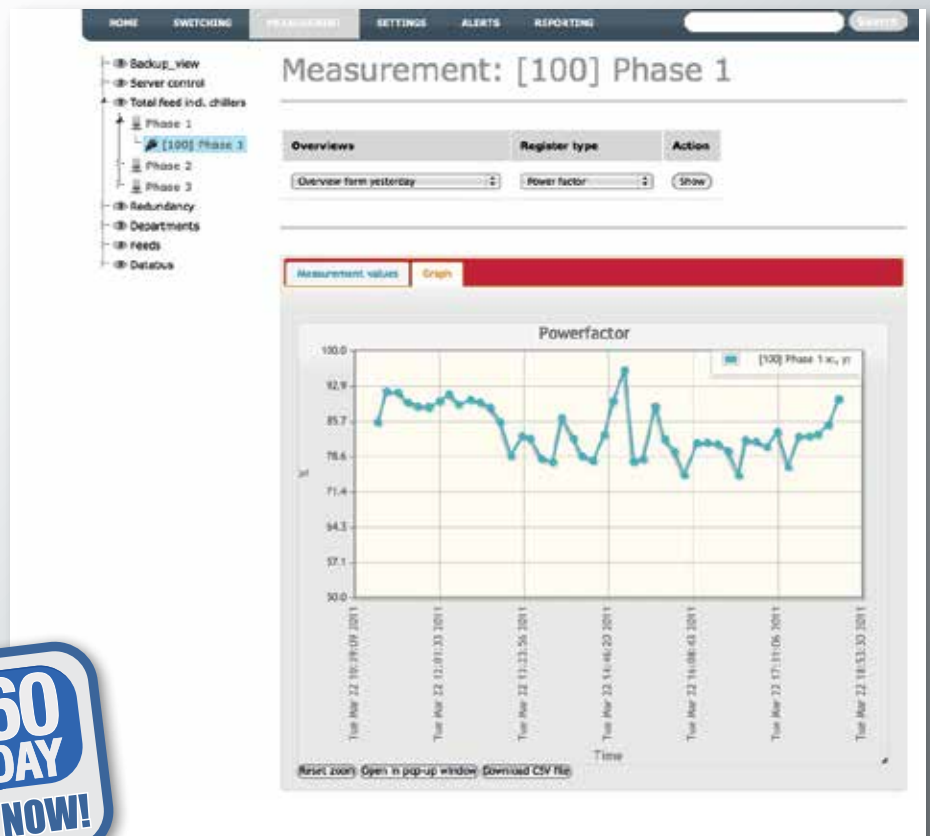 HOME SWITCHING MEASUREMENT SETTINGS ALERTS REPORTING Search
Backup_view
Server control
Total feed incl. chillers
Phase 1
[100] Phase 1
Phase 2
Phase 3
Redundancy
Departments
Feeds
Databus
Measurement: [100] Phase 1
Overviews Register type Action
Overview form yesterday Power factor Show
Measurement values Graph
Powerfactor
[100] Phase 1
100.0
92.9
85.7
78.6
71.4
64.3
57.1
50.0
%
Tue Mar 22 10:39:09 2011
Tue Mar 22 12:01:33 2011
Tue Mar 22 13:23:56 2011
Tue Mar 22 14:46:20 2011
Tue Mar 22 16:08:43 2011
Tue Mar 22 17:31:06 2011
Tue Mar 22 18:53:30 2011
Time
Reset zoom Open in pop-up window Download CSV file
60
DAY
NOW!